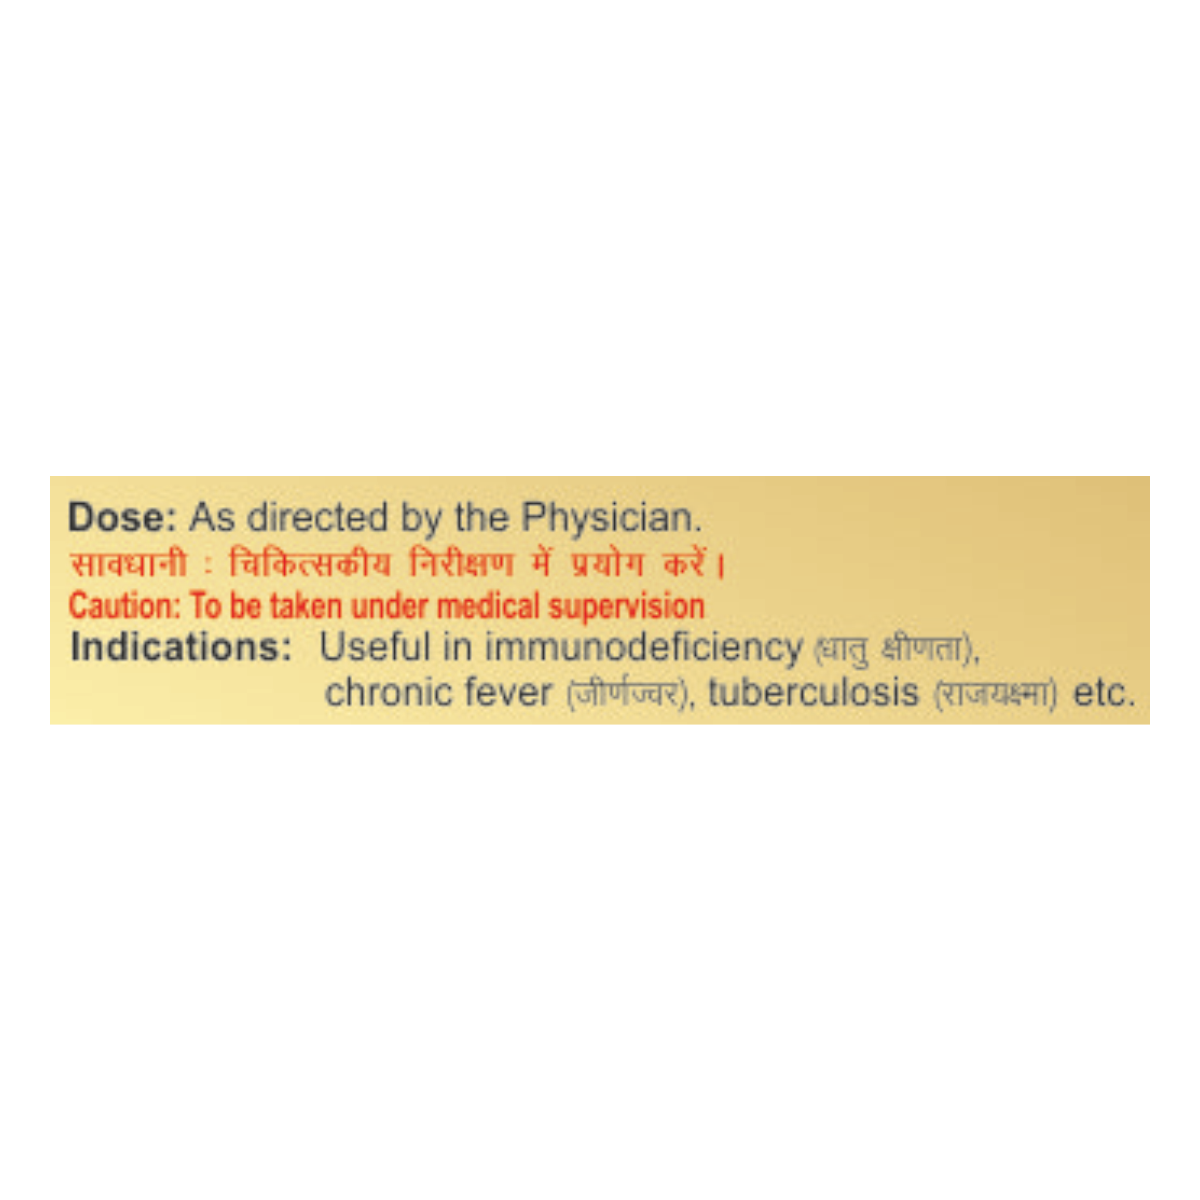 Dose: As directed by the Physician.
सावधानी : चिकित्सकीय निरीक्षण में प्रयोग करें।
Caution: To be taken under medical supervision
Indications: Useful in immunodeficiency (धातु क्षीणता),
chronic fever (जीर्णज्वर), tuberculosis (राजयक्ष्मा) etc.